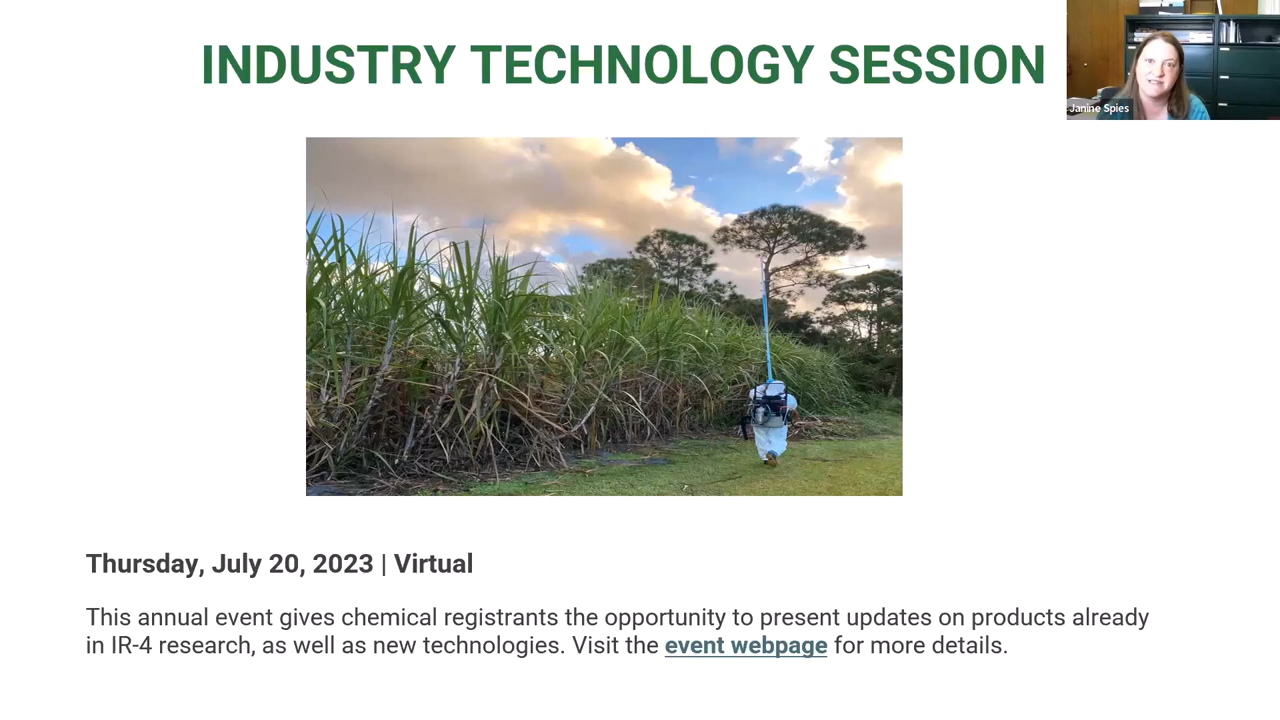 INDUSTRY TECHNOLOGY SESSION
Janine Spies
Thursday, July 20, 2023 | Virtual
This annual event gives chemical registrants the opportunity to present updates on products already
in IR-4 research, as well as new technologies. Visit the event webpage for more details.